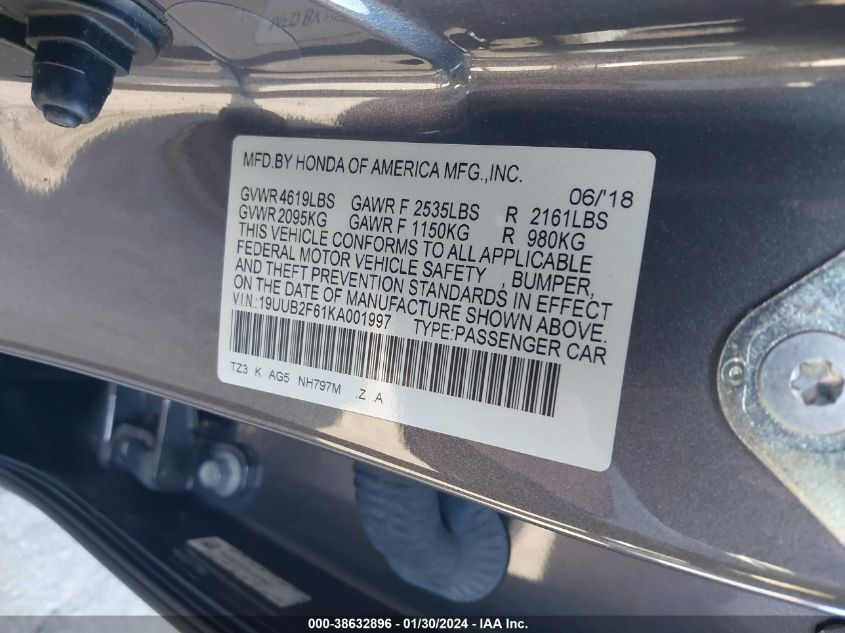 MFD.BY HONDA OF AMERICA MFG.,INC.
06/'18
GVWR 4619LBS GAWR F 2535LBS R 2161LBS
GVWR 2095KG GAWR F 1150KG R 980KG
THIS VEHICLE CONFORMS TO ALL APPLICABLE
FEDERAL MOTOR VEHICLE SAFETY , BUMPER,
AND THEFT PREVENTION STANDARDS IN EFFECT
ON THE DATE OF MANUFACTURE SHOWN ABOVE.
V.I.N.:19UUB2F61KA001997 TYPE:PASSENGER CAR
TZ3 K AG5 NH797M .Z .A
000-38632896 - 01/30/2024 - IAA Inc.